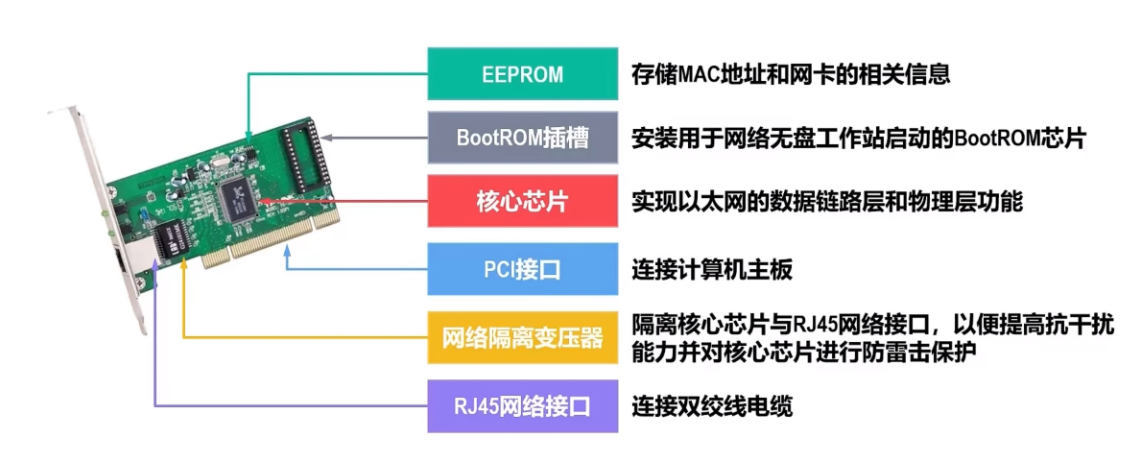 EEPROM 存储MAC地址和网卡的相关信息
BootROM插槽 安装用于网络无盘工作站启动的BootROM芯片
核心芯片 实现以太网的数据链路层和物理层功能
PCI接口 连接计算机主板
网络隔离变压器 隔离核心芯片与RJ45网络接口，以便提高抗干扰
能力并对核心芯片进行防雷击保护
RJ45网络接口 连接双绞线电缆